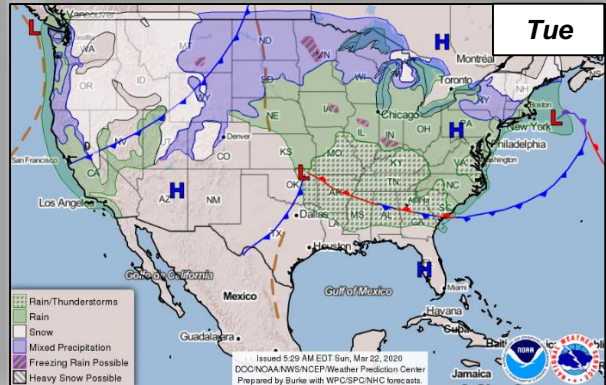 Tue
Vancouver
L
WA
MT
ND
H
Montréal
OR
ID
MN
Toronto
NH
SD
WI
MI
NY
Boston
L
WY
IA
Chicago
PA
H
New York
NE
OH
Philadelphia
NV
UT
Denver
IL
IN
Washington
San Francisco
CO
KS
MO
KY
VA
CA
L
TN
NC
Los Angeles
AZ
H
NM
OK
AR
SC
Dallas
MS
AL
GA
TX
LA
Houston
H
Golfo de California
Gulf of Mexico
Miami
Mexico
Havana
Cuba
Guadalajara
Jamaica
Rain/Thunderstorms
Rain
Snow
Mixed Precipitation
Freezing Rain Possible
Heavy Snow Possible
Issued 5:29 AM EDT Sun, Mar 22, 2020
DOC/NOAA/NWS/NCEP/Weather Prediction Center
Prepared by Burke with WPC/SPC/NHC forecasts.
NOAA